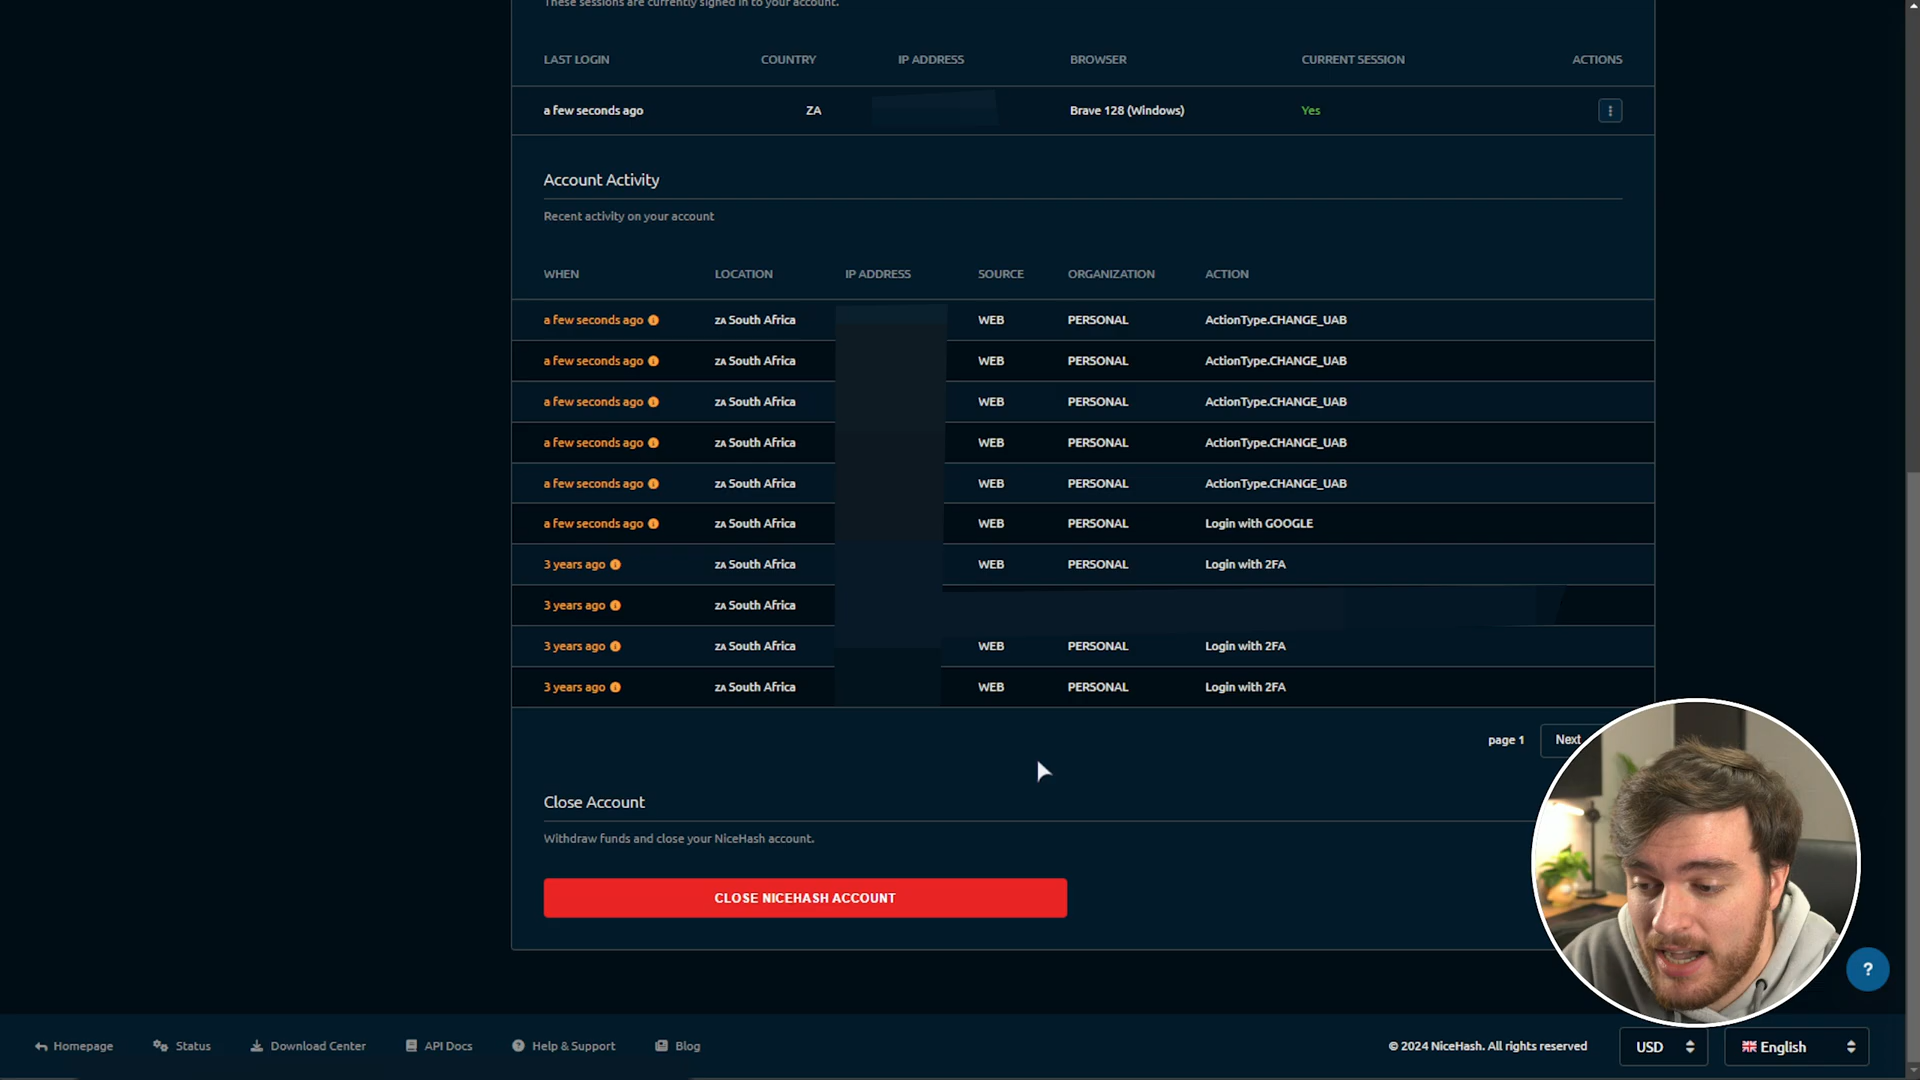 These sessions are currently signed in to your account.
LAST LOGIN COUNTRY IP ADDRESS BROWSER CURRENT SESSION ACTIONS
a few seconds ago ZA Brave 128 (Windows) Yes
Account Activity
Recent activity on your account
WHEN LOCATION IP ADDRESS SOURCE ORGANIZATION ACTION
a few seconds ago ZA South Africa WEB PERSONAL ActionType.CHANGE_UAB
a few seconds ago ZA South Africa WEB PERSONAL ActionType.CHANGE_UAB
a few seconds ago ZA South Africa WEB PERSONAL ActionType.CHANGE_UAB
a few seconds ago ZA South Africa WEB PERSONAL ActionType.CHANGE_UAB
a few seconds ago ZA South Africa WEB PERSONAL ActionType.CHANGE_UAB
a few seconds ago ZA South Africa WEB PERSONAL Login with GOOGLE
3 years ago ZA South Africa WEB PERSONAL Login with 2FA
3 years ago ZA South Africa
3 years ago ZA South Africa WEB PERSONAL Login with 2FA
3 years ago ZA South Africa WEB PERSONAL Login with 2FA
page 1 Next
Close Account
Withdraw funds and close your NiceHash account.
CLOSE NICEHASH ACCOUNT
?
Homepage Status Download Center API Docs Help & Support Blog © 2024 NiceHash. All rights reserved USD English